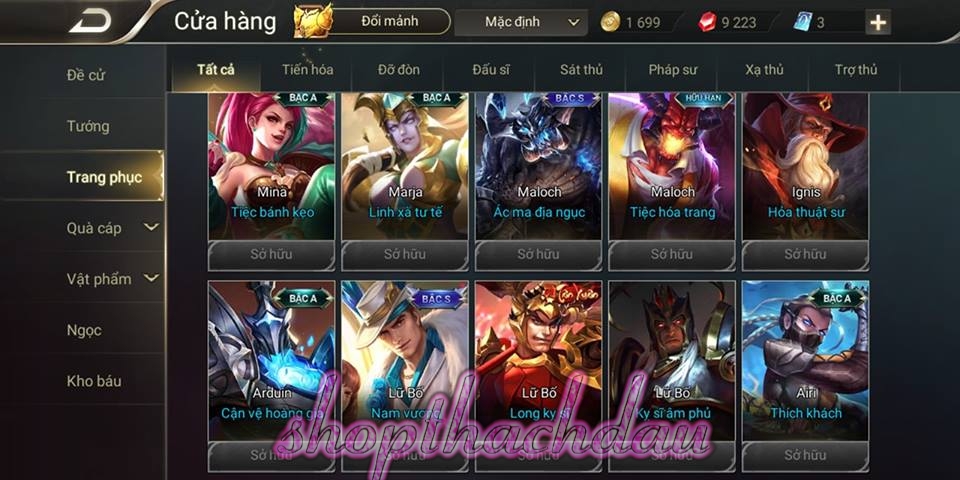 Cửa hàng
Đổi mảnh
Mặc định
1 699
9 223
3
Đề cử
Tướng
Trang phục
Quà cáp
Vật phẩm
Ngọc
Kho báu
Tất cả
Tiến hóa
Đỡ đòn
Đấu sĩ
Sát thủ
Pháp sư
Xạ thủ
Trợ thủ
BẬC A
Mina
Tiệc bánh kẹo
Sở hữu
BẬC A
Marja
Linh xà tư tế
Sở hữu
BẬC S
Maloch
Ác ma địa ngục
Sở hữu
HỮU HẠN
Maloch
Tiệc hóa trang
Sở hữu
Ignis
Hỏa thuật sư
Sở hữu
BẬC A
Arduin
Cận vệ hoàng gia
Sở hữu
BẬC S
Lữ Bố
Nam vương
Sở hữu
Lữ Bố
Long kỵ sĩ
Sở hữu
Lữ Bố
Kỵ sĩ âm phủ
Sở hữu
BẬC A
Airi
Thích khách
Sở hữu
shopthachdau